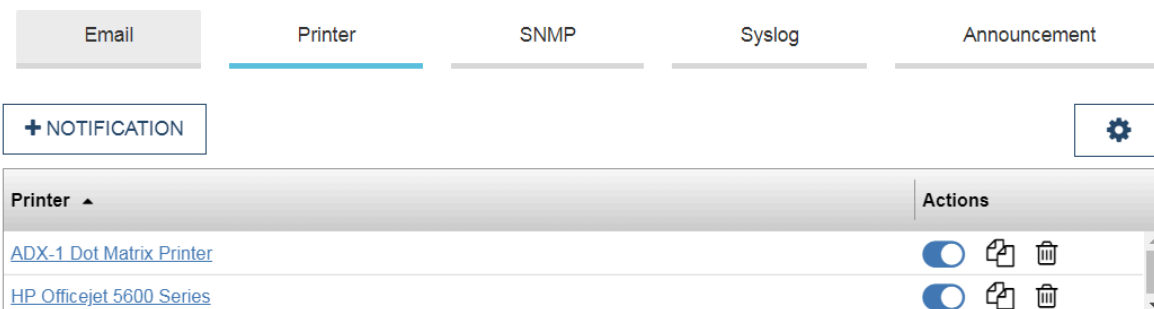 Email Printer SNMP Syslog Announcement
+ NOTIFICATION
Printer Actions
ADX-1 Dot Matrix Printer
HP Officejet 5600 Series